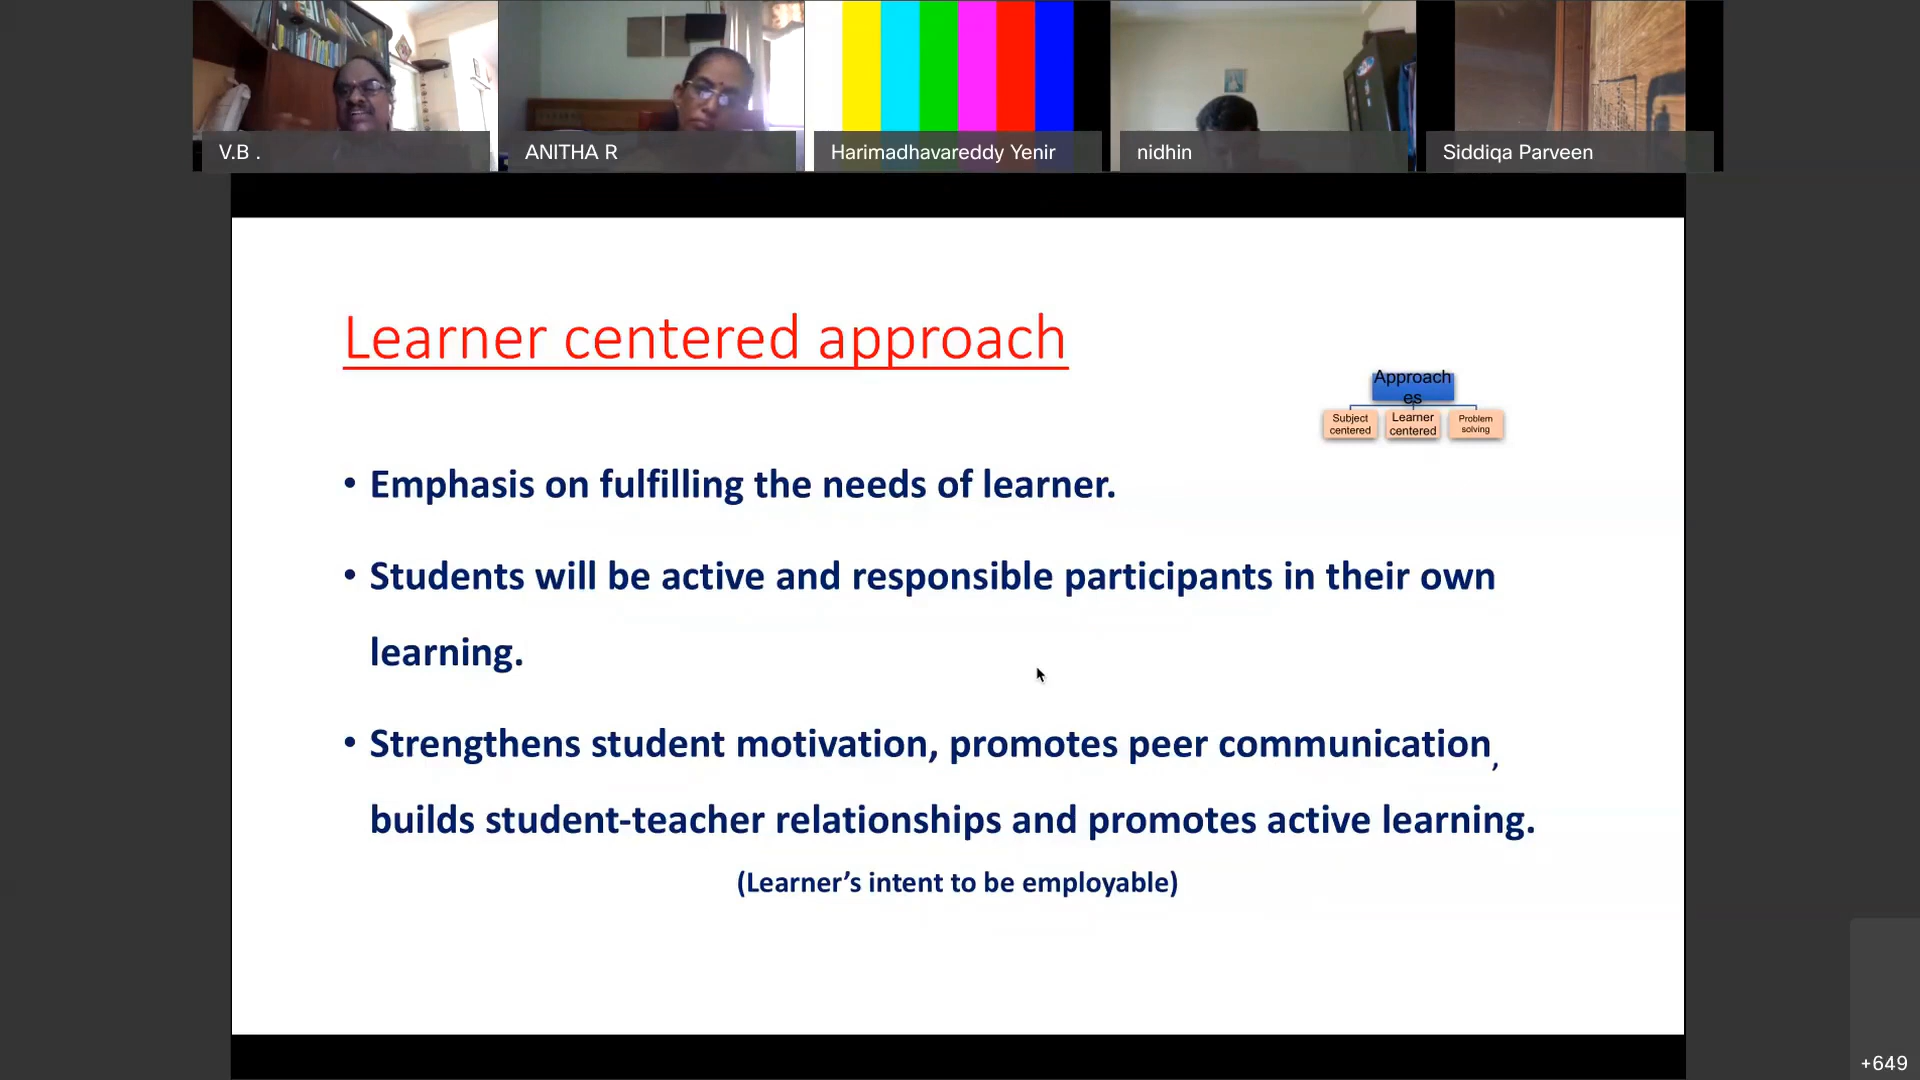 V.B .
ANITHA R
Harimadhavareddy Yenir
nidhin
Siddiqa Parveen
Learner centered approach
Approach
es
Subject
centered
Learner
centered
Problem
solving
• Emphasis on fulfilling the needs of learner.
• Students will be active and responsible participants in their own
learning.
• Strengthens student motivation, promotes peer communication,
builds student-teacher relationships and promotes active learning.
(Learner’s intent to be employable)
+649